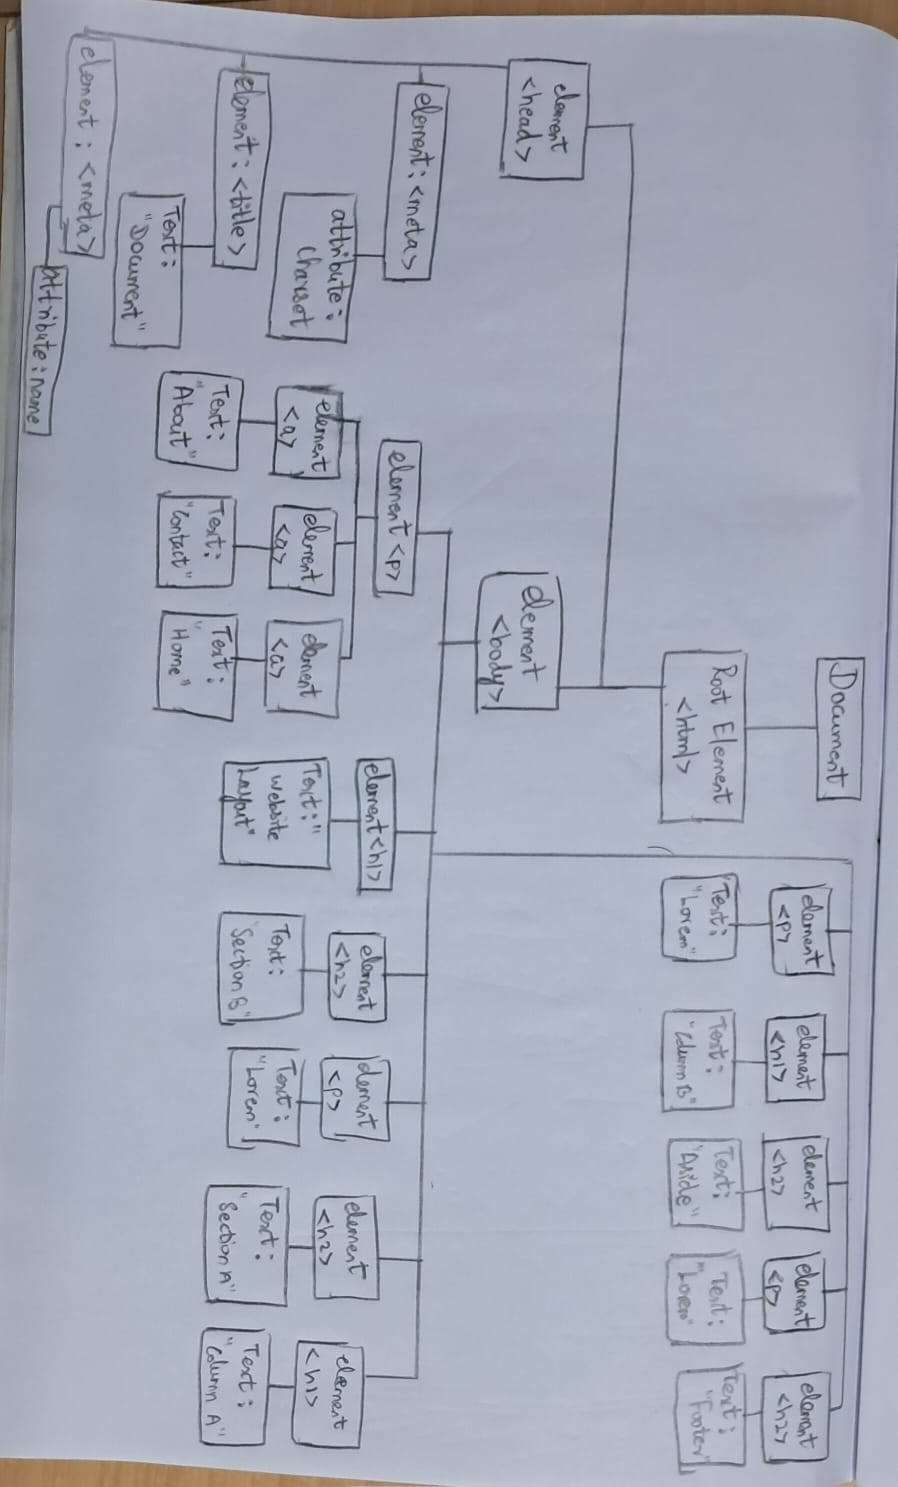 Document
Root Element
<html>
element
<head>
element
<body>
element : <meta>
attribute :
Charset
element : <title>
Text :
"Document"
element : <meta>
Attribute : name
element <p>
element
<a>
Text :
"About"
element
<a>
Text :
"Contact"
element
<a>
Text :
"Home"
element <h1>
Text : "
Website
Layout"
element
<h2>
Text :
"Section B"
element
<p>
Text :
"Lorem"
element
<h2>
Text :
"Section A"
element
<h1>
Text :
"Column A"
element
<p>
Text :
"Lorem"
element
<h1>
Text :
"Column B"
element
<h2>
Text :
"Aside"
element
<p>
Text :
"Lorem"
element
<h2>
Text :
"Footer"